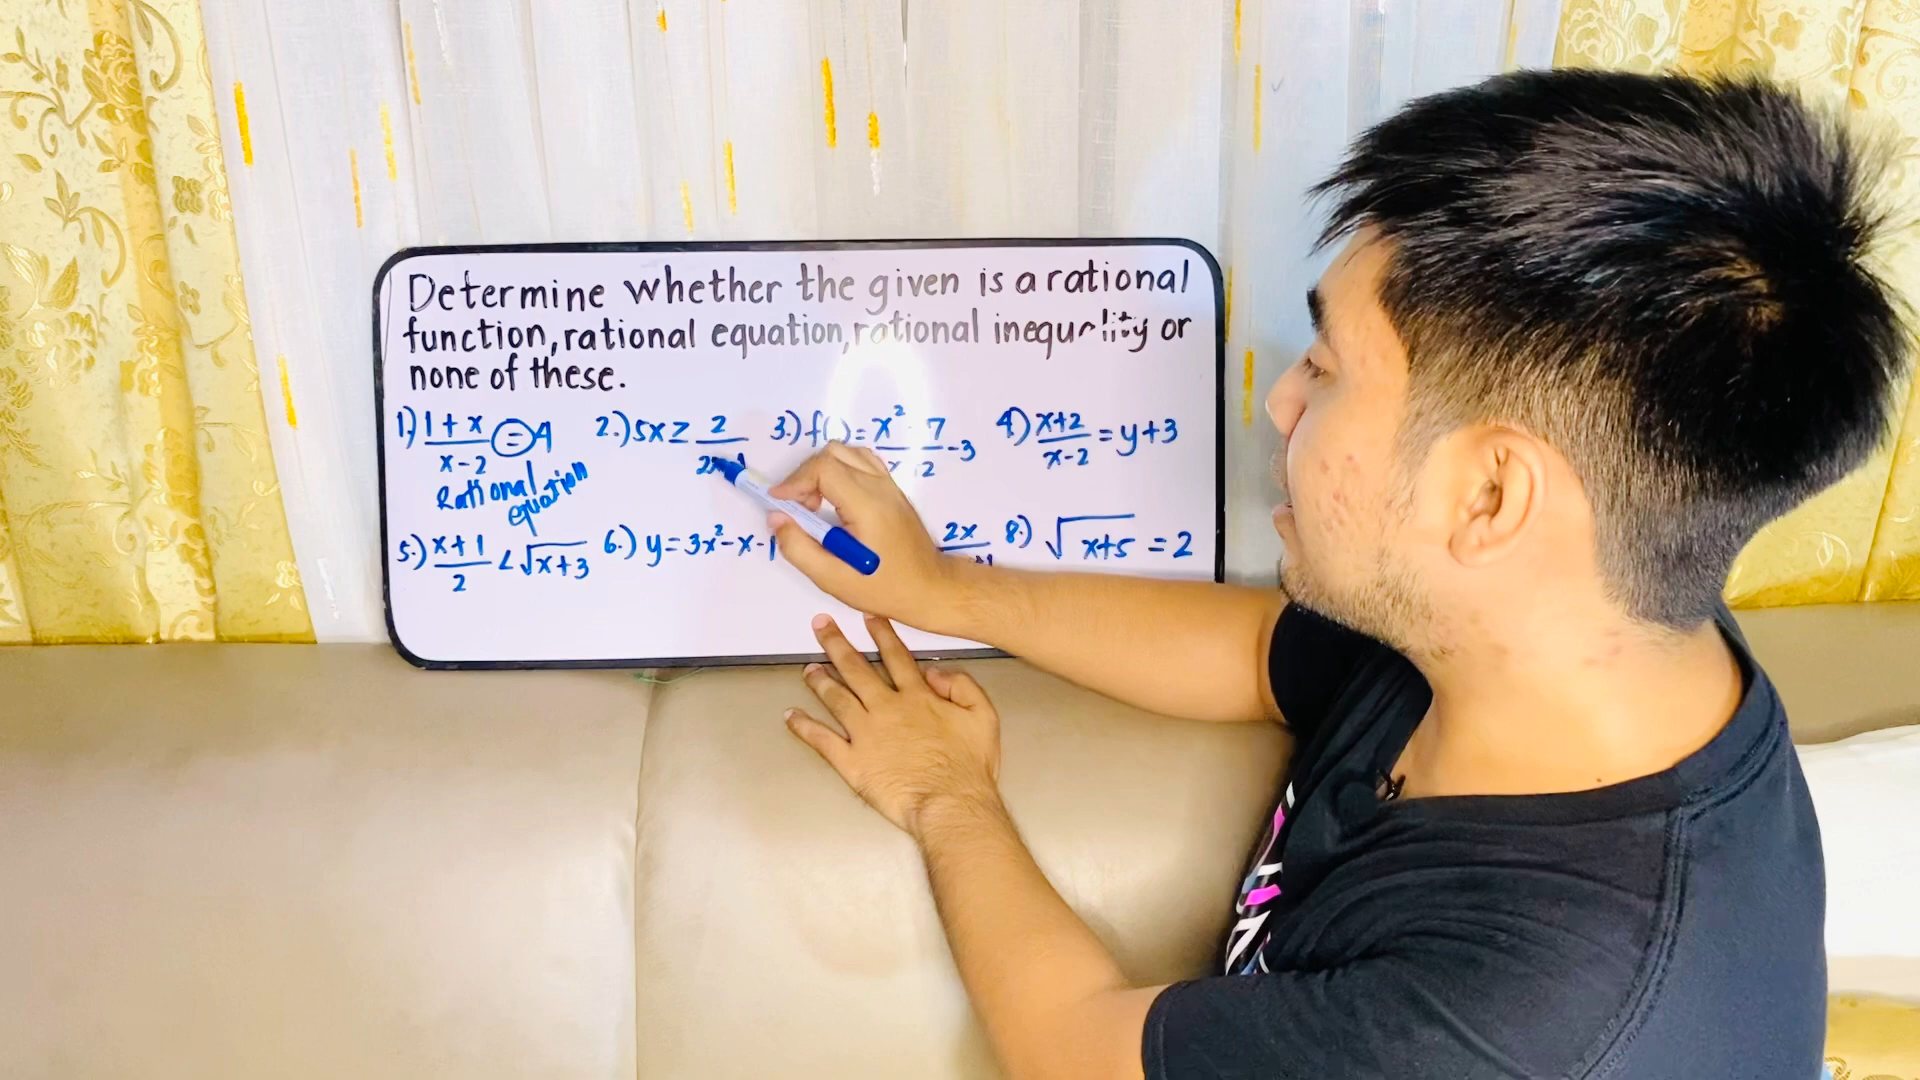 Determine whether the given is a rational
function, rational equation, rational inequality or
none of these.
1.) 1+x/x-2 = 4 2.) 5x ≥ 2/ 3.) f( )= x² 7/x 2 -3 4) x+2/x-2 = y+3
Rational
equation
5.) x+1/2 < √x+3 6.) y=3x²-x-1 2x 8.) √x+5 = 2